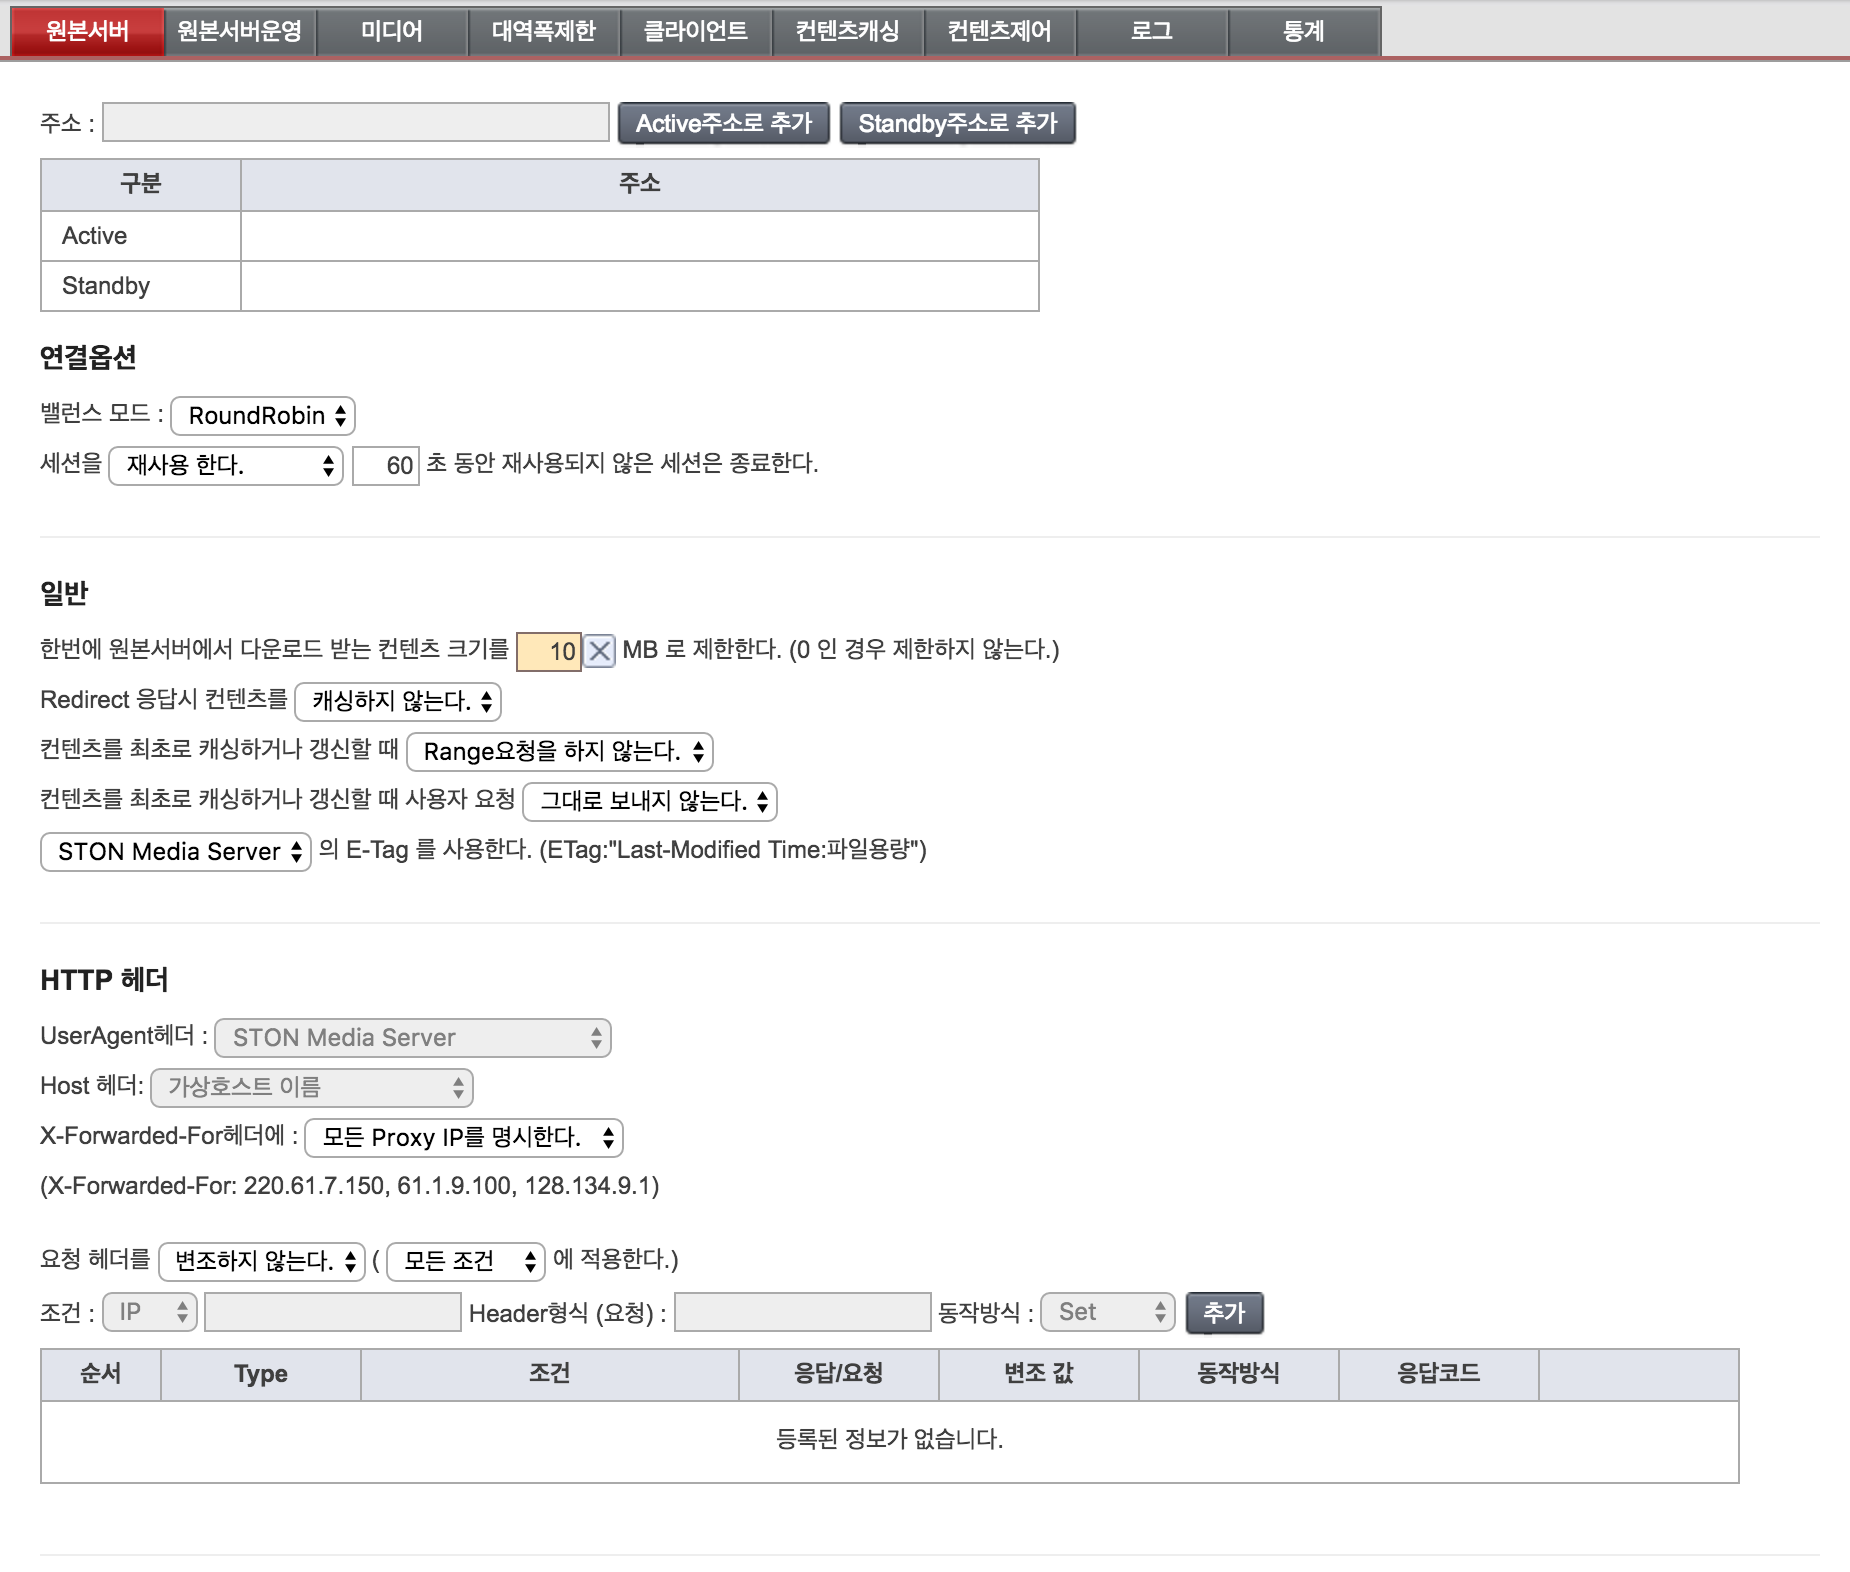 원본서버 원본서버운영 미디어 대역폭제한 클라이언트 컨텐츠캐싱 컨텐츠제어 로그 통계
주소 : Active주소로 추가 Standby주소로 추가
구분 주소
Active
Standby
연결옵션
밸런스 모드 : RoundRobin
세션을 재사용 한다. 60 초 동안 재사용되지 않은 세션은 종료한다.
일반
한번에 원본서버에서 다운로드 받는 컨텐츠 크기를 10 MB 로 제한한다. (0 인 경우 제한하지 않는다.)
Redirect 응답시 컨텐츠를 캐싱하지 않는다.
컨텐츠를 최초로 캐싱하거나 갱신할 때 Range요청을 하지 않는다.
컨텐츠를 최초로 캐싱하거나 갱신할 때 사용자 요청 그대로 보내지 않는다.
STON Media Server 의 E-Tag 를 사용한다. (ETag:"Last-Modified Time:파일용량")
HTTP 헤더
UserAgent헤더 : STON Media Server
Host 헤더: 가상호스트 이름
X-Forwarded-For헤더에 : 모든 Proxy IP를 명시한다.
(X-Forwarded-For: 220.61.7.150, 61.1.9.100, 128.134.9.1)
요청 헤더를 변조하지 않는다. ( 모든 조건 에 적용한다.)
조건 : IP Header형식 (요청) : 동작방식 : Set 추가
순서 Type 조건 응답/요청 변조 값 동작방식 응답코드
등록된 정보가 없습니다.